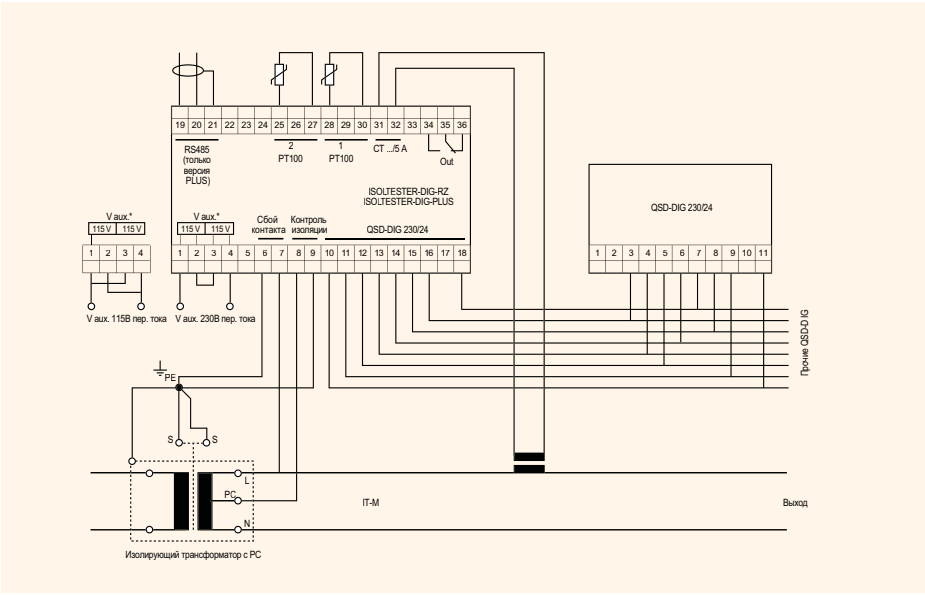 19 20 21 22 23 24 25 26 27 28 29 30 31 32 33 34 35 36
RS485
(только
версия
PLUS)
2
PT100
1
PT100
CT .../5 A
Out
ISOLTESTER-DIG-RZ
ISOLTESTER-DIG-PLUS
QSD-DIG 230/24
V aux.*
115 V 115 V
V aux.*
115 V 115 V
Сбой
контакта
Контроль
изоляции
QSD-DIG 230/24
1 2 3 4
1 2 3 4 5 6 7 8 9 10 11 12 13 14 15 16 17 18
1 2 3 4 5 6 7 8 9 10 11
V aux. 115В пер. тока
V aux. 230В пер. тока
Прочие QSD-D IG
PE
S
S
L
PC
N
IT-M
Выход
Изолирующий трансформатор с PC